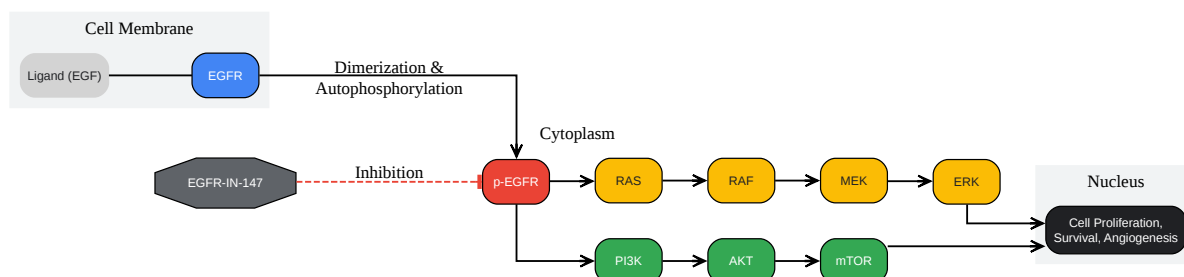 Cell Membrane
Ligand (EGF)
EGFR
Dimerization &
Autophosphorylation
Cytoplasm
EGFR-IN-147
Inhibition
p-EGFR
RAS
RAF
MEK
ERK
Nucleus
Cell Proliferation,
Survival, Angiogenesis
PI3K
AKT
mTOR